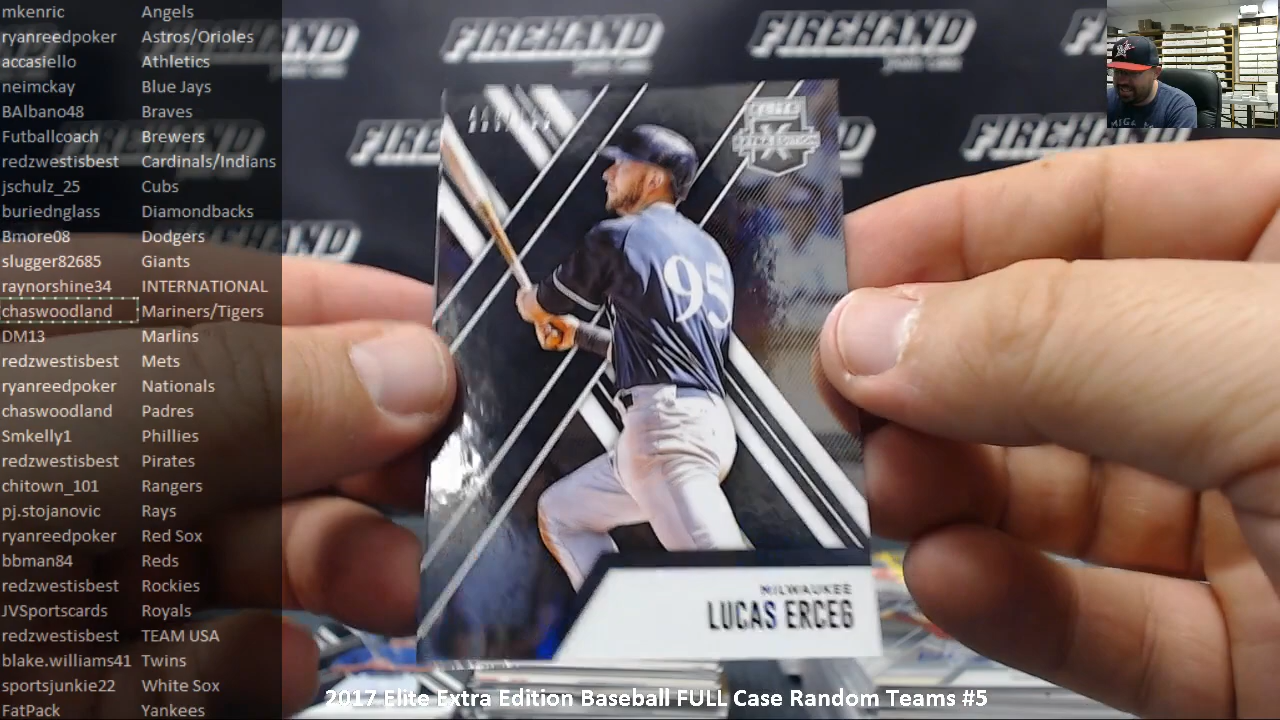 mkenric Angels
ryanreedpoker Astros/Orioles
accasiello Athletics
neimckay Blue Jays
BAlbano48 Braves
Futballcoach Brewers
redzwestisbest Cardinals/Indians
jschulz_25 Cubs
buriednglass Diamondbacks
Bmore08 Dodgers
slugger82685 Giants
raynorshine34 INTERNATIONAL
chaswoodland Mariners/Tigers
DM13 Marlins
redzwestisbest Mets
ryanreedpoker Nationals
chaswoodland Padres
Smkelly1 Phillies
redzwestisbest Pirates
chitown_101 Rangers
pj.stojanovic Rays
ryanreedpoker Red Sox
bbman84 Reds
redzwestisbest Rockies
JVSportscards Royals
redzwestisbest TEAM USA
blake.williams41 Twins
sportsjunkie22 White Sox
FatPack Yankees
FIREHAND
FIREHAND
FIREHAND
X
95
MILWAUKEE
LUCAS ERCEG
2017 Elite Extra Edition Baseball FULL Case Random Teams #5